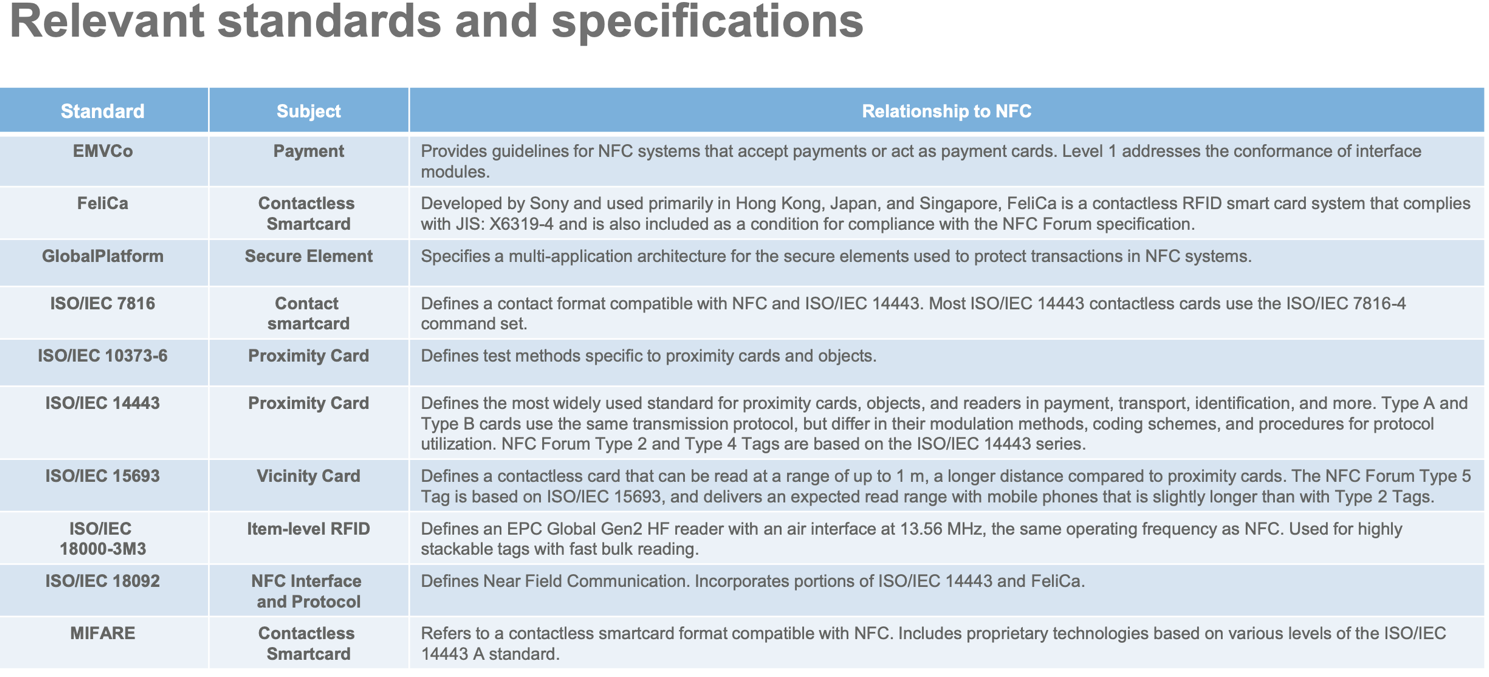 Relevant standards and specifications
Standard
Subject
Relationship to NFC
EMVCo
Payment
Provides guidelines for NFC systems that accept payments or act as payment cards. Level 1 addresses the conformance of interface
modules.
FeliCa
Contactless
Smartcard
Developed by Sony and used primarily in Hong Kong, Japan, and Singapore, FeliCa is a contactless RFID smart card system that complies
with JIS: X6319-4 and is also included as a condition for compliance with the NFC Forum specification.
GlobalPlatform
Secure Element
Specifies a multi-application architecture for the secure elements used to protect transactions in NFC systems.
ISO/IEC 7816
Contact
smartcard
Defines a contact format compatible with NFC and ISO/IEC 14443. Most ISO/IEC 14443 contactless cards use the ISO/IEC 7816-4
command set.
ISO/IEC 10373-6
Proximity Card
Defines test methods specific to proximity cards and objects.
ISO/IEC 14443
Proximity Card
Defines the most widely used standard for proximity cards, objects, and readers in payment, transport, identification, and more. Type A and
Type B cards use the same transmission protocol, but differ in their modulation methods, coding schemes, and procedures for protocol
utilization. NFC Forum Type 2 and Type 4 Tags are based on the ISO/IEC 14443 series.
ISO/IEC 15693
Vicinity Card
Defines a contactless card that can be read at a range of up to 1 m, a longer distance compared to proximity cards. The NFC Forum Type 5
Tag is based on ISO/IEC 15693, and delivers an expected read range with mobile phones that is slightly longer than with Type 2 Tags.
ISO/IEC
18000-3M3
Item-level RFID
Defines an EPC Global Gen2 HF reader with an air interface at 13.56 MHz, the same operating frequency as NFC. Used for highly
stackable tags with fast bulk reading.
ISO/IEC 18092
NFC Interface
and Protocol
Defines Near Field Communication. Incorporates portions of ISO/IEC 14443 and FeliCa.
MIFARE
Contactless
Smartcard
Refers to a contactless smartcard format compatible with NFC. Includes proprietary technologies based on various levels of the ISO/IEC
14443 A standard.